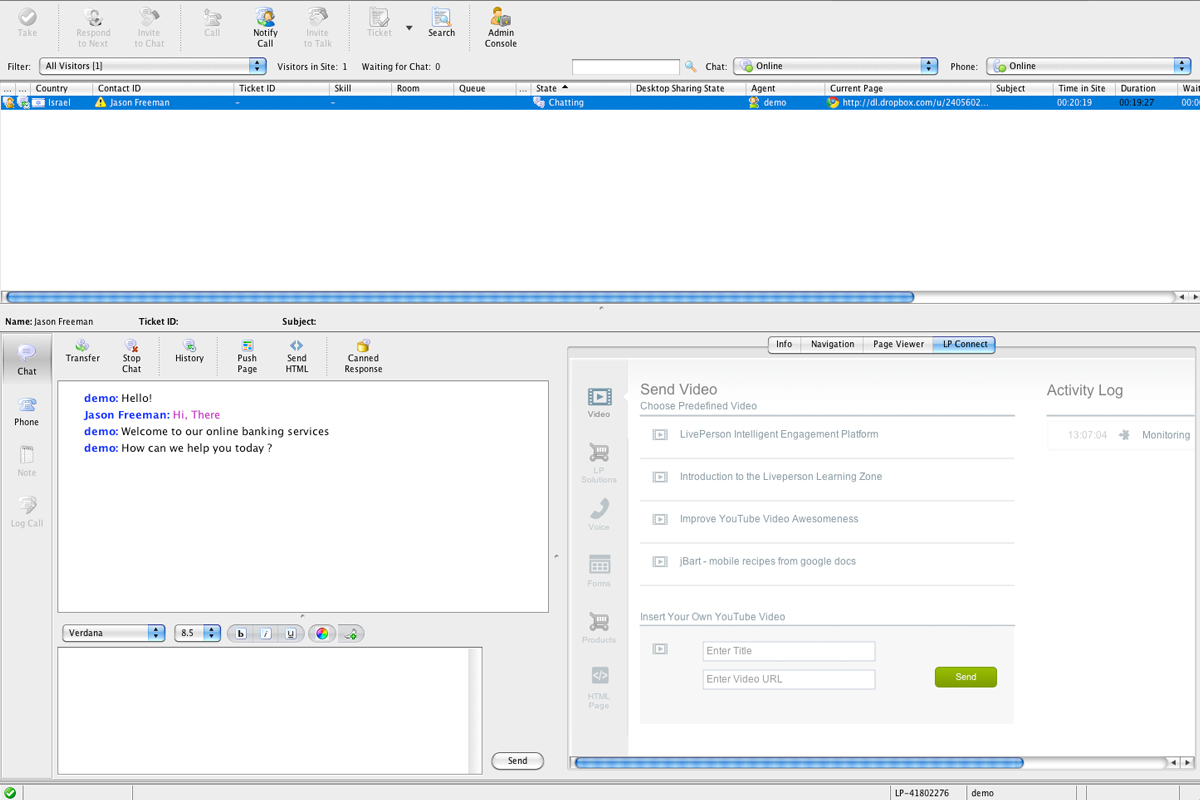 Take
Respond to Next
Invite to Chat
Call
Notify Call
Invite to Talk
Ticket
Search
Admin Console
Filter: All Visitors [1] Visitors in Site: 1 Waiting for Chat: 0 Chat: Online Phone: Online
... ... Country Contact ID Ticket ID Skill Room Queue ... State Desktop Sharing State Agent Current Page Subject Time in Site Duration Wait
Israel Jason Freeman – – Chatting demo http://dl.dropbox.com/u/2405602... 00:20:19 00:19:27 00:0
Name: Jason Freeman Ticket ID: Subject:
Chat
Phone
Note
Log Call
Transfer
Stop Chat
History
Push Page
Send HTML
Canned Response
demo: Hello!
Jason Freeman: Hi, There
demo: Welcome to our online banking services
demo: How can we help you today ?
Verdana 8.5 b i u
Send
Info Navigation Page Viewer LP Connect
Video
LP Solutions
Voice
Forms
Products
HTML Page
Send Video
Choose Predefined Video
LivePerson Intelligent Engagement Platform
Introduction to the Liveperson Learning Zone
Improve YouTube Video Awesomeness
jBart - mobile recipes from google docs
Insert Your Own YouTube Video
Enter Title
Enter Video URL
Send
Activity Log
13:07:04 Monitoring
LP-41802276 demo